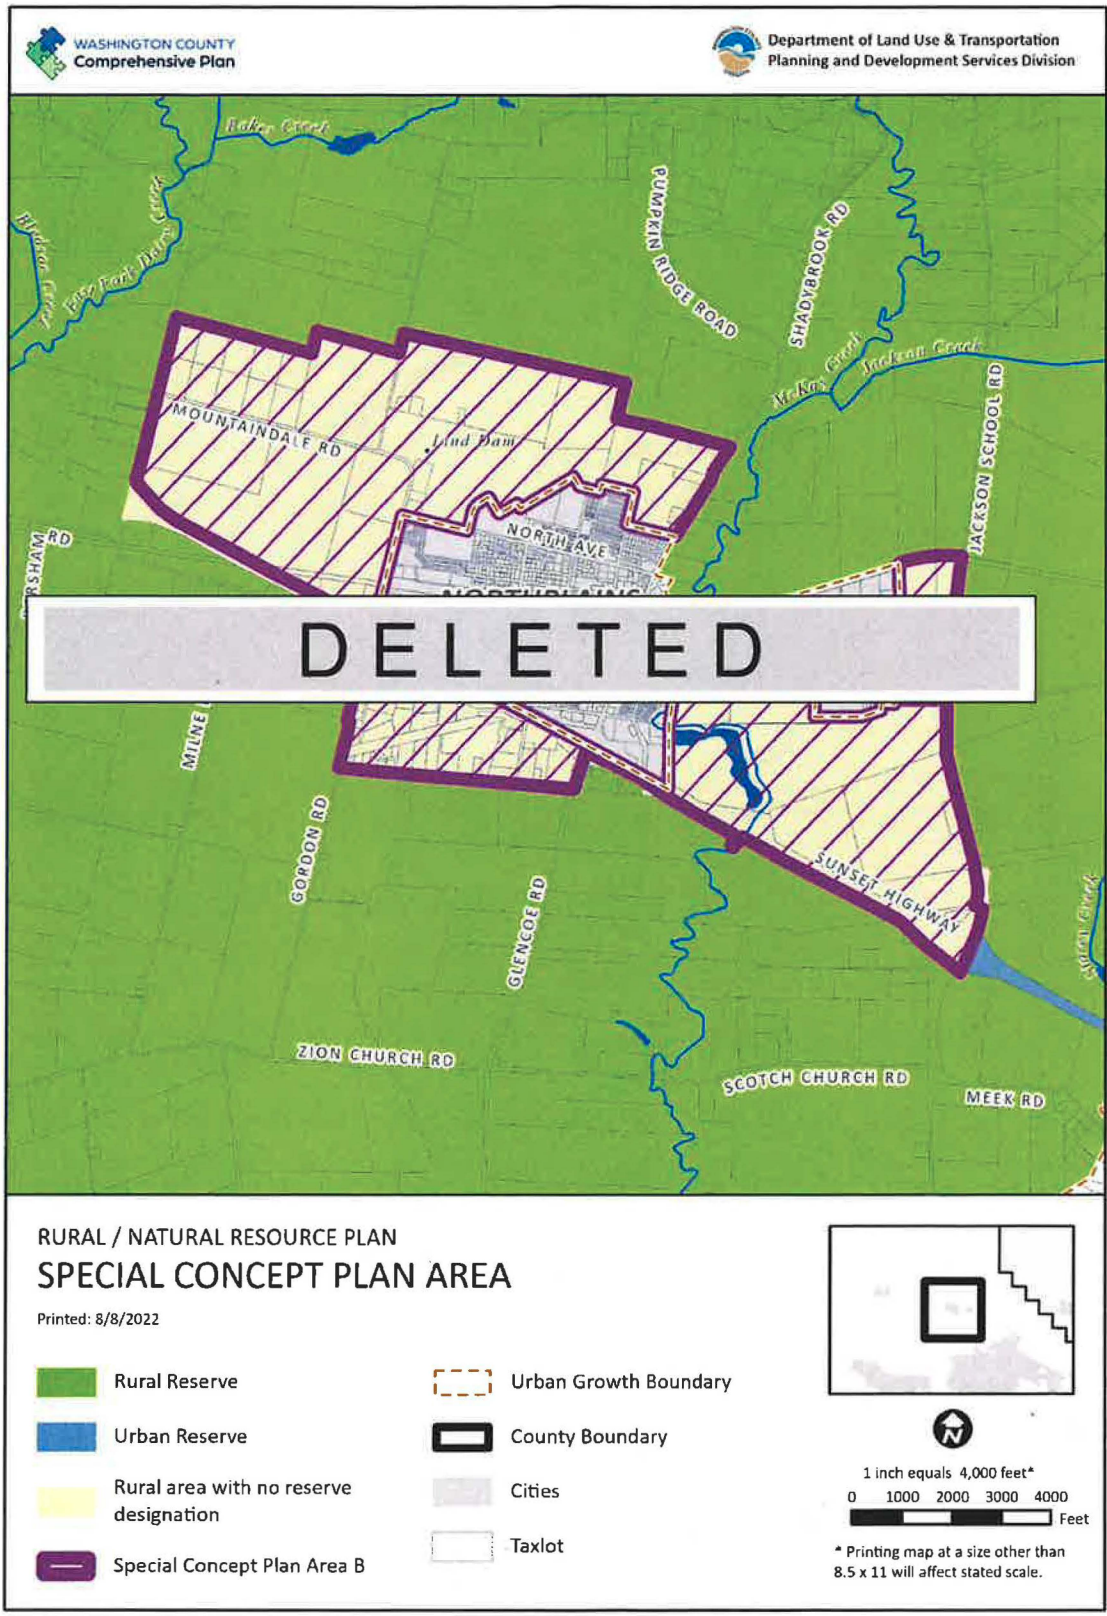 WASHINGTON COUNTY
Comprehensive Plan
Department of Land Use & Transportation
Planning and Development Services Division
Creek
PUMPKIN RIDGE ROAD
SHADYBROOK RD
East Fork Dairy Creek
McKay Creek
Jackson Creek
JACKSON SCHOOL RD
MOUNTAINDALE RD
Lind Dam
NORTH AVE
RD
DELETED
MILNE
GORDON RD
GLENCOE RD
SUNSET HIGHWAY
Creek
ZION CHURCH RD
SCOTCH CHURCH RD
MEEK RD
RURAL / NATURAL RESOURCE PLAN
SPECIAL CONCEPT PLAN AREA
Printed: 8/8/2022
Rural Reserve
Urban Reserve
Rural area with no reserve
designation
Special Concept Plan Area B
Urban Growth Boundary
County Boundary
Cities
Taxlot
N
1 inch equals 4,000 feet*
0 1000 2000 3000 4000
Feet
* Printing map at a size other than
8.5 x 11 will affect stated scale.